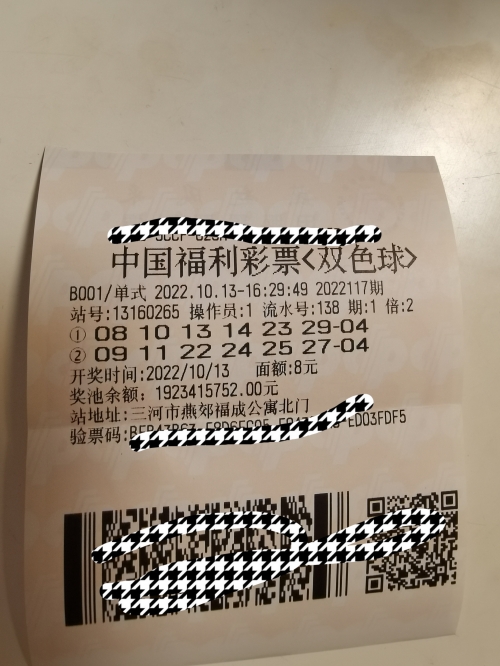 中国福利彩票<双色球>
B001/单式 2022.10.13-16:29:49 2022117期
站号:13160265 操作员:1 流水号:138 期:1 倍:2
① 08 10 13 14 23 29-04
② 09 11 22 24 25 27-04
开奖时间:2022/10/13 面额:8元
奖池余额: 1923415752.00元
站地址:三河市燕郊福成公寓北门
验票码: ED03FDF5